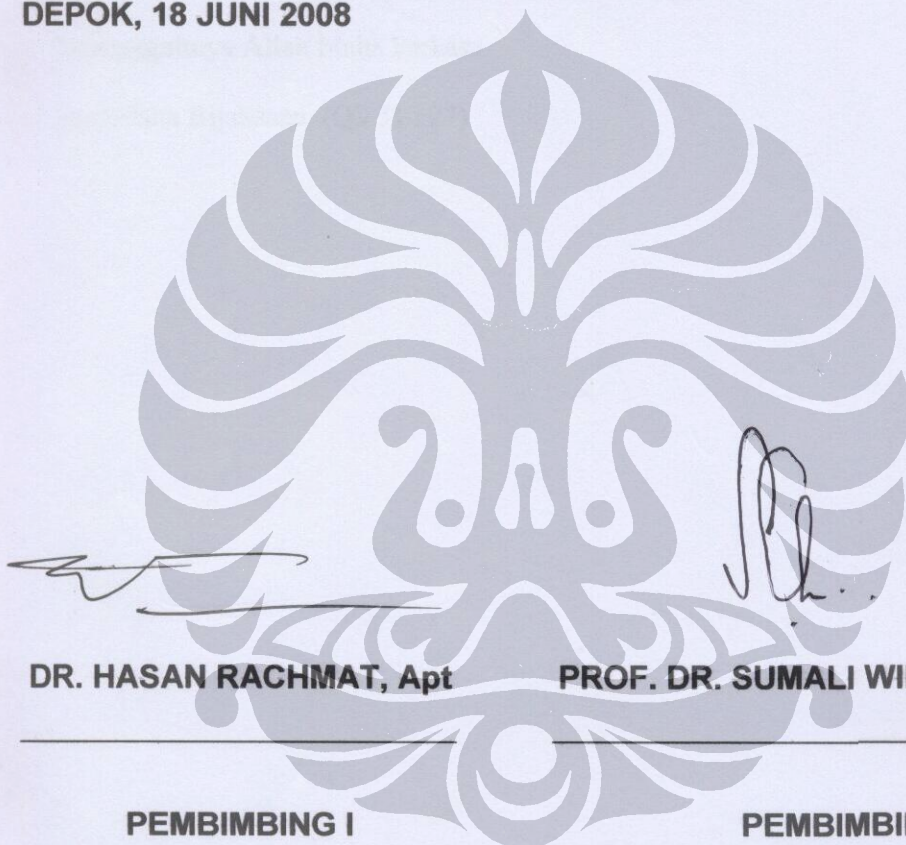 DEPOK, 18 JUNI 2008
DR. HASAN RACHMAT, Apt PROF. DR. SUMALI WI
PEMBIMBING I PEMBIMBI